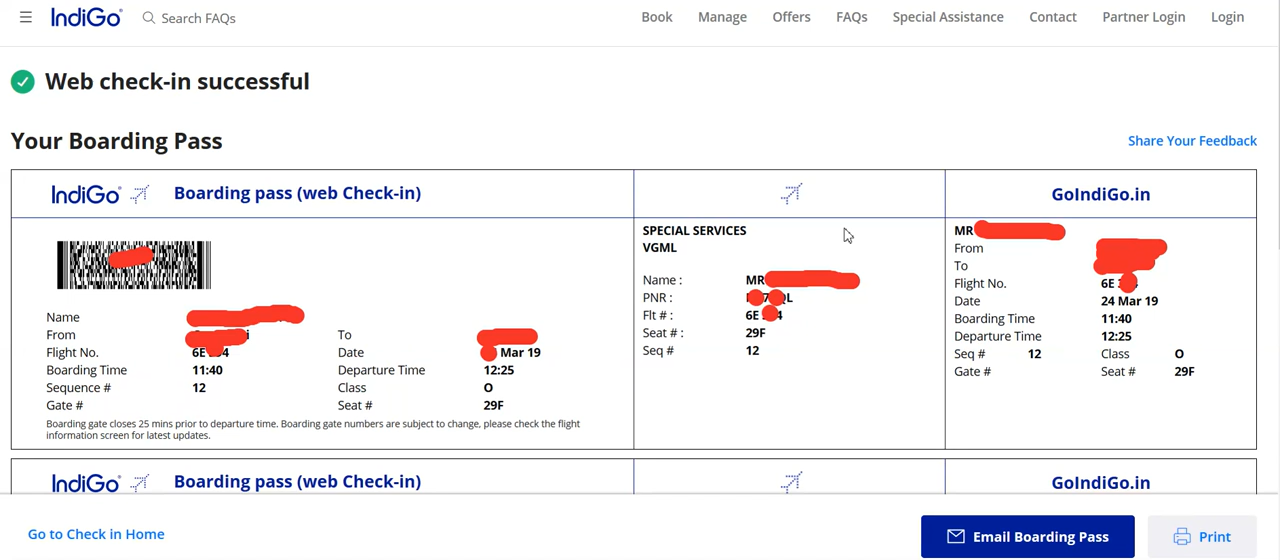 IndiGo Search FAQs Book Manage Offers FAQs Special Assistance Contact Partner Login Login
Web check-in successful
Your Boarding Pass
Share Your Feedback
IndiGo Boarding pass (web Check-in)
GoIndiGo.in
Name
From To
Flight No. 6E 4 Date Mar 19
Boarding Time 11:40 Departure Time 12:25
Sequence # 12 Class O
Gate # Seat # 29F
Boarding gate closes 25 mins prior to departure time. Boarding gate numbers are subject to change, please check the flight
information screen for latest updates.
SPECIAL SERVICES
VGML
Name : MR
PNR :
Flt # : 6E 4
Seat # : 29F
Seq # 12
MR
From
To
Flight No. 6E
Date 24 Mar 19
Boarding Time 11:40
Departure Time 12:25
Seq # 12 Class O
Gate # Seat # 29F
IndiGo Boarding pass (web Check-in)
GoIndiGo.in
Go to Check in Home
Email Boarding Pass
Print